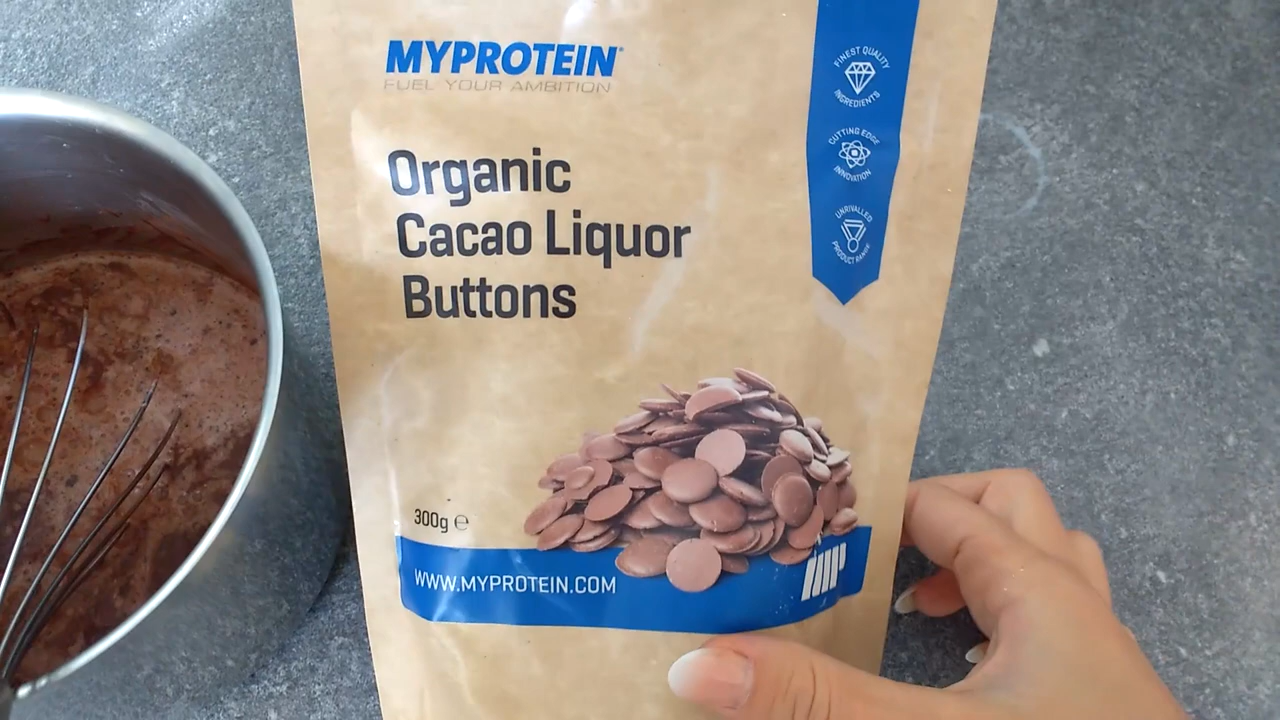 MYPROTEIN
FUEL YOUR AMBITION
Organic
Cacao Liquor
Buttons
300g ℮
WWW.MYPROTEIN.COM
FINEST QUALITY
INGREDIENTS
CUTTING EDGE
INNOVATION
UNRIVALLED
PRODUCT RANGE